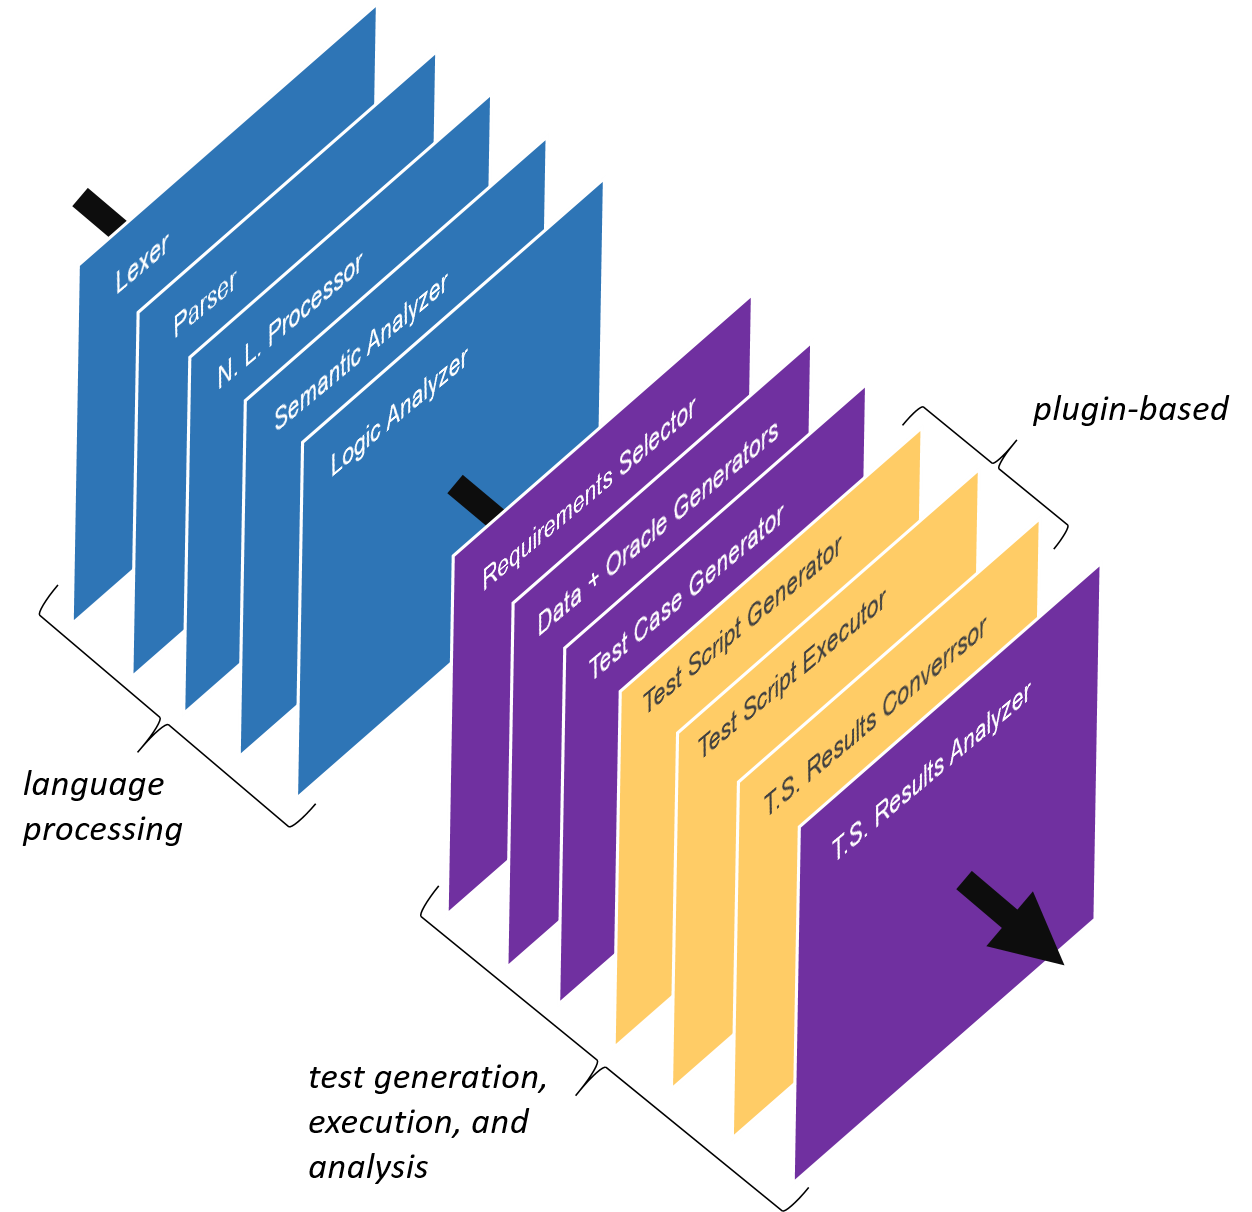 Lexer
Parser
N. L. Processor
Semantic Analyzer
Logic Analyzer
language
processing
Requirements Selector
Data + Oracle Generators
Test Case Generator
Test Script Generator
Test Script Executor
T.S. Results Converrsor
T.S. Results Analyzer
plugin-based
test generation,
execution, and
analysis